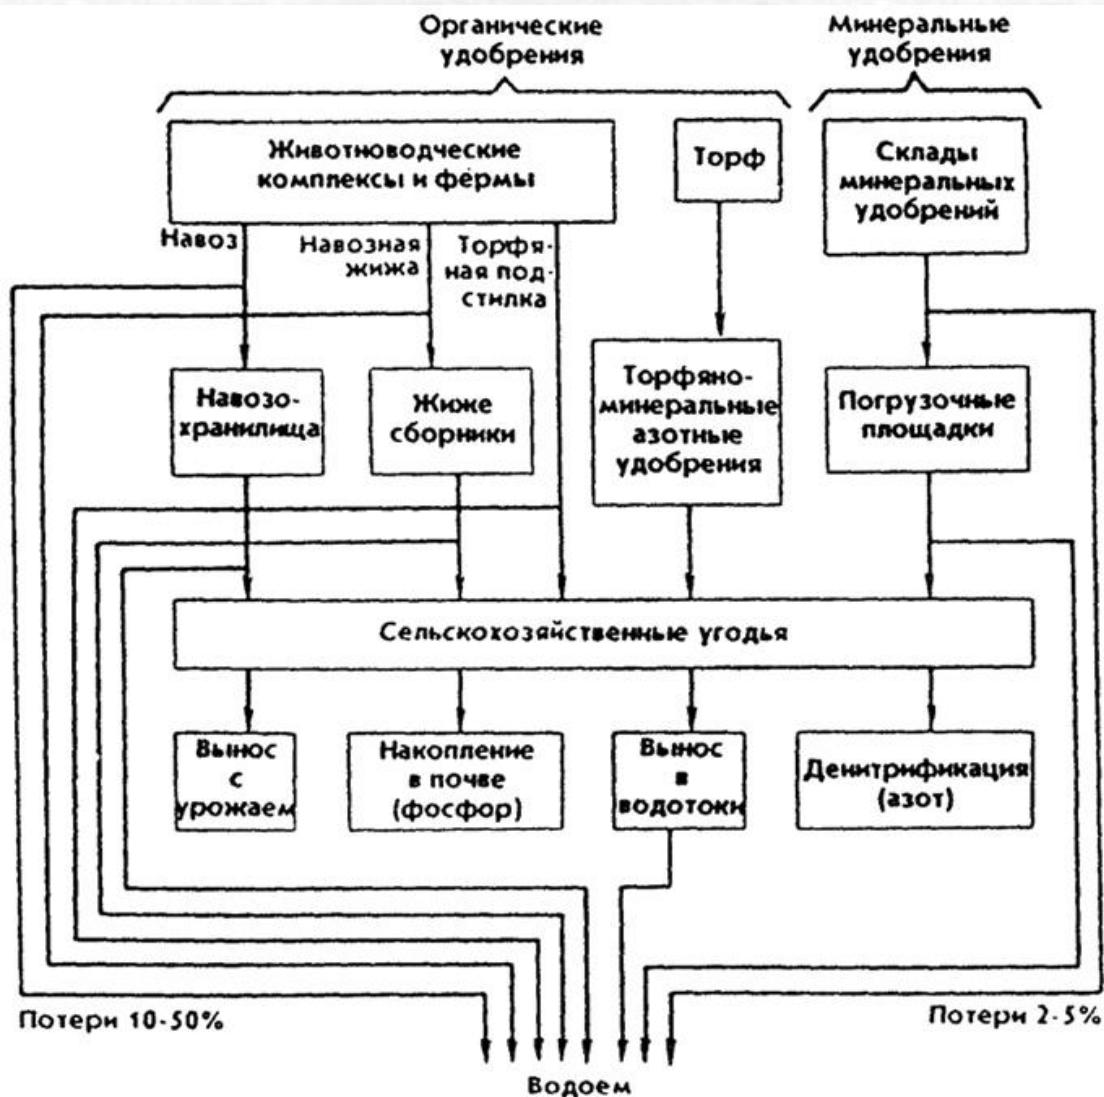 Органические
удобрения
Минеральные
удобрения
Животноводческие
комплексы и фермы
Торф
Склады
минеральных
удобрений
Навоз
Навозная
жижа
Торфя-
ная под-
стилка
Навозо-
хранилища
Жиже
сборники
Торфяно-
минеральные
азотные
удобрения
Погрузочные
площадки
Сельскохозяйственные угодья
Вынос
с
урожаем
Накопление
в почве
(фосфор)
Вынос
в
водотоки
Денитрификация
(азот)
Потери 10-50%
Потери 2-5%
Водоем